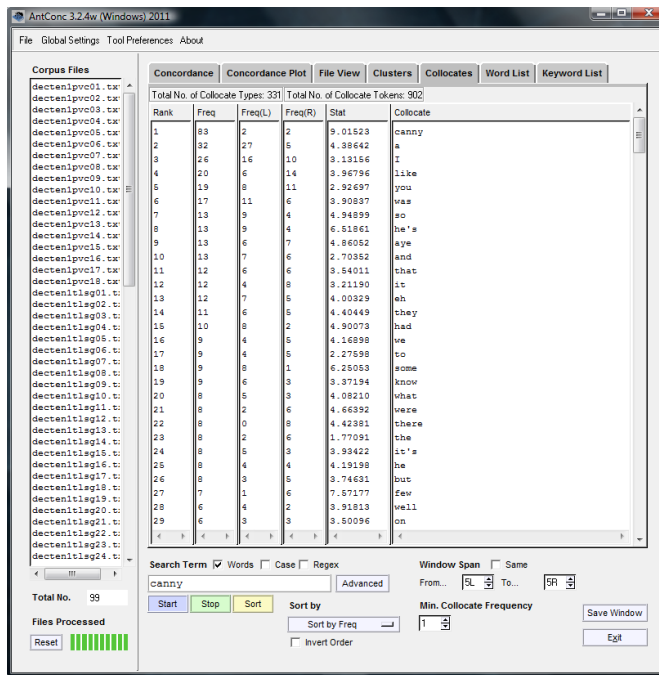 AntConc 3.2.4w (Windows) 2011
File Global Settings Tool Preferences About
Corpus Files
decten1pvc01.tx
decten1pvc02.tx
decten1pvc03.tx
decten1pvc04.tx
decten1pvc05.tx
decten1pvc06.tx
decten1pvc07.tx
decten1pvc08.tx
decten1pvc09.tx
decten1pvc10.tx
decten1pvc11.tx
decten1pvc12.tx
decten1pvc13.tx
decten1pvc14.tx
decten1pvc15.tx
decten1pvc16.tx
decten1pvc17.tx
decten1pvc18.tx
decten1tlsg01.t
decten1tlsg02.t
decten1tlsg03.t
decten1tlsg04.t
decten1tlsg05.t
decten1tlsg06.t
decten1tlsg07.t
decten1tlsg08.t
decten1tlsg09.t
decten1tlsg10.t
decten1tlsg11.t
decten1tlsg12.t
decten1tlsg13.t
decten1tlsg14.t
decten1tlsg15.t
decten1tlsg16.t
decten1tlsg17.t
decten1tlsg18.t
decten1tlsg19.t
decten1tlsg20.t
decten1tlsg21.t
decten1tlsg22.t
decten1tlsg23.t
decten1tlsg24.t
Total No. 99
Files Processed
Reset
Concordance Concordance Plot File View Clusters Collocates Word List Keyword List
Total No. of Collocate Types: 331 Total No. of Collocate Tokens: 902
Rank Freq Freq(L) Freq(R) Stat Collocate
1 83 2 2 9.01523 canny
2 32 27 5 4.38642 a
3 26 16 10 3.13156 I
4 20 6 14 3.96796 like
5 19 8 11 2.92697 you
6 17 11 6 3.90837 was
7 13 9 4 4.94899 so
8 13 9 4 6.51861 he's
9 13 6 7 4.86052 aye
10 13 7 6 2.70352 and
11 12 6 6 3.54011 that
12 12 4 8 3.21190 it
13 12 7 5 4.00329 eh
14 11 6 5 4.40449 they
15 10 8 2 4.90073 had
16 9 4 5 4.16898 we
17 9 4 5 2.27598 to
18 9 8 1 6.25053 some
19 9 6 3 3.37194 know
20 8 5 3 4.08210 what
21 8 2 6 4.66392 were
22 8 0 8 4.42381 there
23 8 2 6 1.77091 the
24 8 5 3 3.93422 it's
25 8 4 4 4.19198 he
26 8 3 5 3.74631 but
27 7 1 6 7.57177 few
28 6 4 2 3.91813 well
29 6 3 3 3.50096 on
Search Term Words Case Regex
canny Advanced
Start Stop Sort
Sort by
Sort by Freq
Invert Order
Window Span Same
From... 5L To... 5R
Min. Collocate Frequency
1
Save Window
Exit